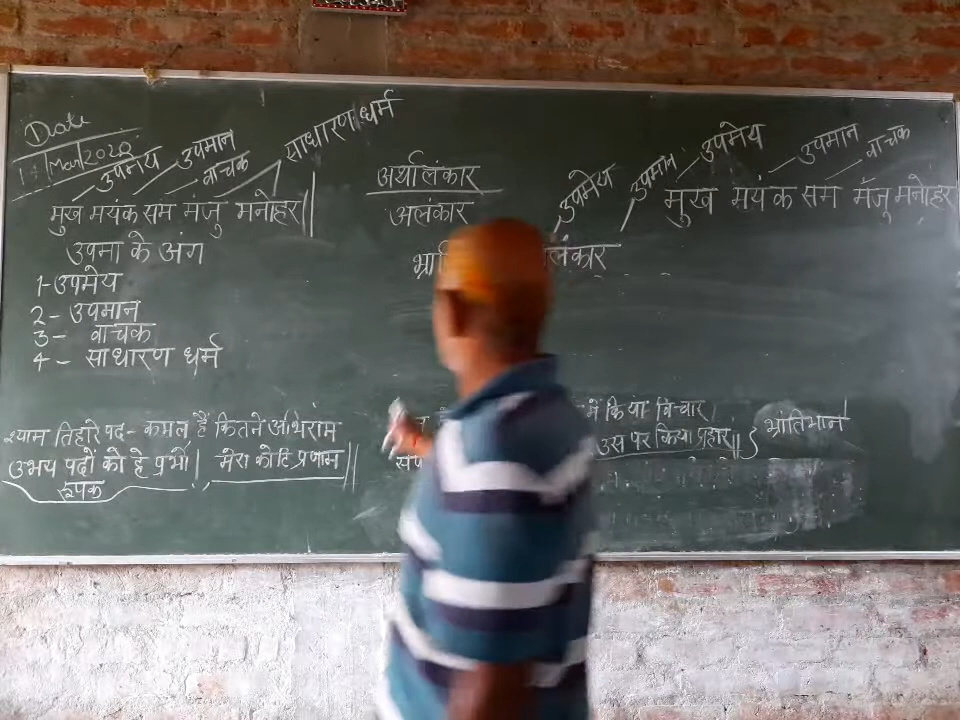 Date
14 Mar/2022
उपमेय
उपमान
वाचक
साधारण धर्म
मुख मयंक सम मंजु मनोहर||
उपमा के अंग
1-उपमेय
2- उपमान
3- वाचक
4- साधारण धर्म
अर्थालंकार
अलंकार
उपमेय
उपमान
लंकार
उपमेय
उपमान
वाचक
मुख मयंक सम मंजू मनोहर
श्याम तिहारे पद-कमल हैं कितने अभिराम
उभय पदों को हे प्रभो| मेरा कोटि प्रणाम||
रूपक
में किया विचार|
उस पर किया प्रहार|| } भ्रांतिमान